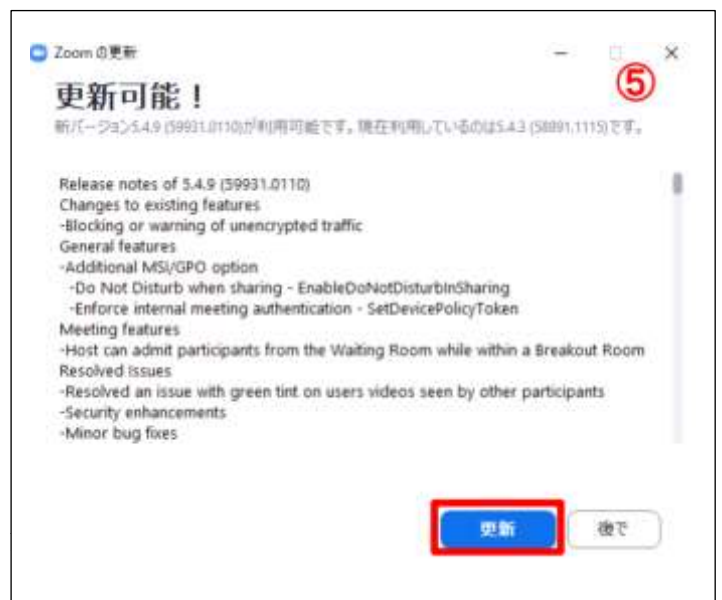 Zoom の更新
⑤
更新可能！
新バージョン5.4.9 (59931.0110)が利用可能です。現在利用しているのは5.4.3 (58891.1115)です。
Release notes of 5.4.9 (59931.0110)
Changes to existing features
-Blocking or warning of unencrypted traffic
General features
-Additional MSI/GPO option
-Do Not Disturb when sharing - EnableDoNotDisturbInSharing
-Enforce internal meeting authentication - SetDevicePolicyToken
Meeting features
-Host can admit participants from the Waiting Room while within a Breakout Room
Resolved Issues
-Resolved an issue with green tint on users videos seen by other participants
-Security enhancements
-Minor bug fixes
更新
後で